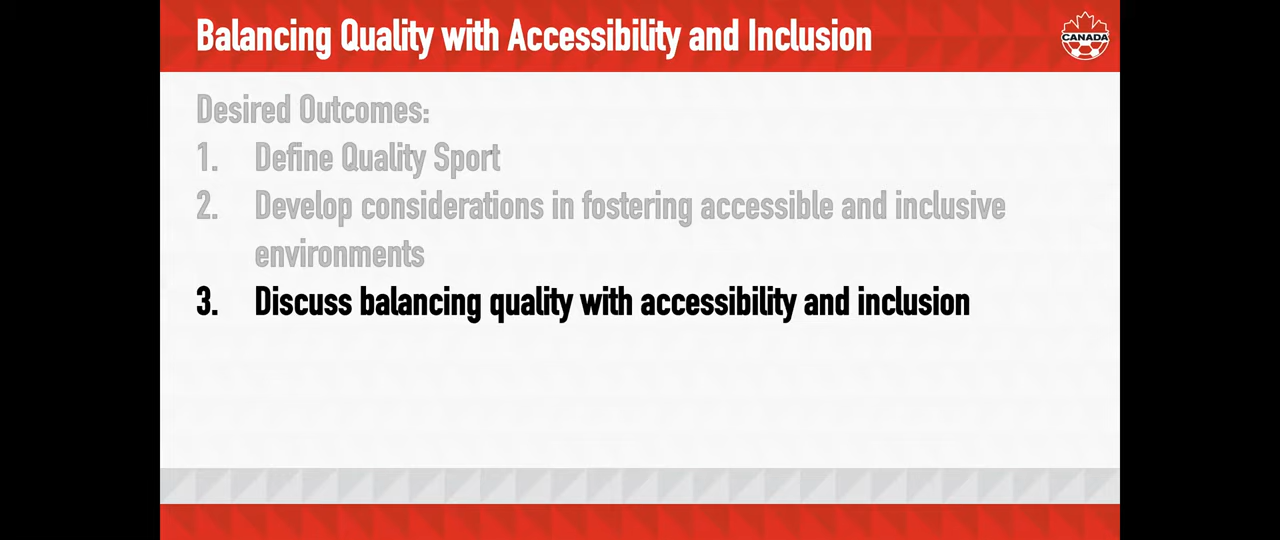 Balancing Quality with Accessibility and Inclusion
CANADA
Desired Outcomes:
1. Define Quality Sport
2. Develop considerations in fostering accessible and inclusive
environments
3. Discuss balancing quality with accessibility and inclusion